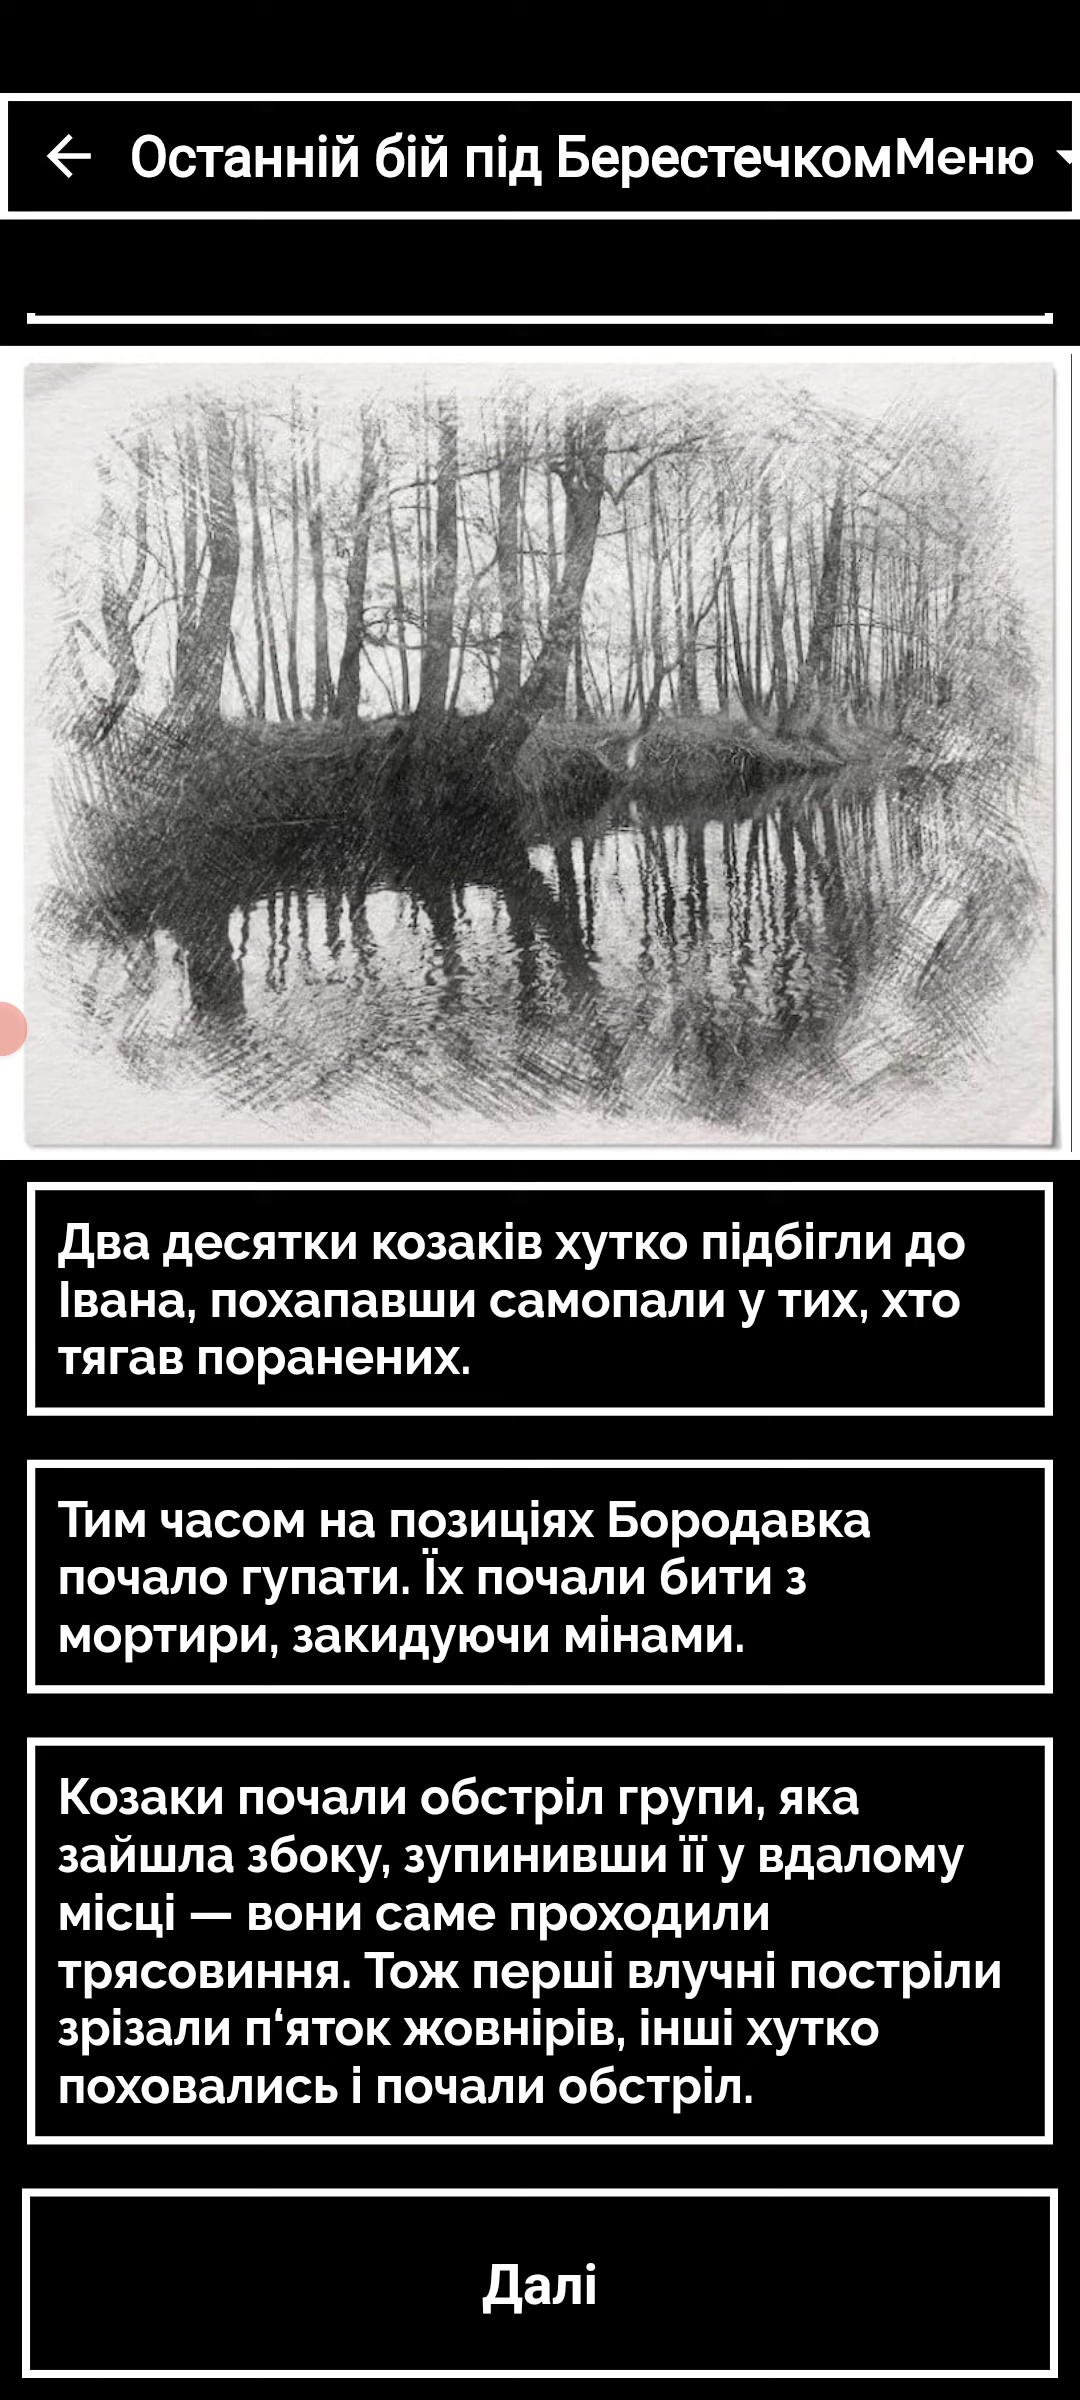 Останній бій під Берестечком Меню
Два десятки козаків хутко підбігли до
Івана, похапавши самопали у тих, хто
тягав поранених.
Тим часом на позиціях Бородавка
почало гупати. Їх почали бити з
мортири, закидуючи мінами.
Козаки почали обстріл групи, яка
зайшла збоку, зупинивши її у вдалому
місці — вони саме проходили
трясовиння. Тож перші влучні постріли
зрізали п‘яток жовнірів, інші хутко
поховались і почали обстріл.
Далі